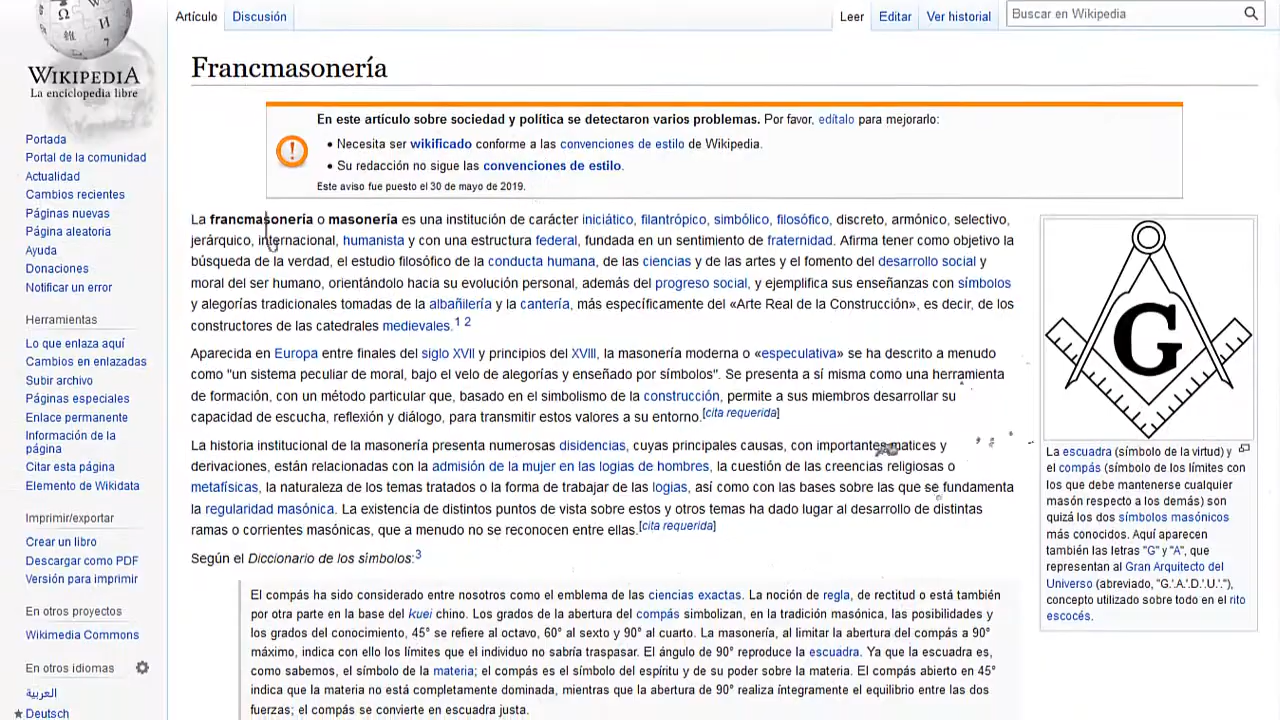 Artículo
Discusión
Leer
Editar
Ver historial
Buscar en Wikipedia
Ω
W
И
WIKIPEDIA
La enciclopedia libre
Portada
Portal de la comunidad
Actualidad
Cambios recientes
Páginas nuevas
Página aleatoria
Ayuda
Donaciones
Notificar un error
Herramientas
Lo que enlaza aquí
Cambios en enlazadas
Subir archivo
Páginas especiales
Enlace permanente
Información de la
página
Citar esta página
Elemento de Wikidata
Imprimir/exportar
Crear un libro
Descargar como PDF
Versión para imprimir
En otros proyectos
Wikimedia Commons
En otros idiomas
العربية
Deutsch
Francmasonería
En este artículo sobre sociedad y política se detectaron varios problemas. Por favor, edítalo para mejorarlo:
• Necesita ser wikificado conforme a las convenciones de estilo de Wikipedia.
• Su redacción no sigue las convenciones de estilo.
Este aviso fue puesto el 30 de mayo de 2019.
La francmasonería o masonería es una institución de carácter iniciático, filantrópico, simbólico, filosófico, discreto, armónico, selectivo,
jerárquico, internacional, humanista y con una estructura federal, fundada en un sentimiento de fraternidad. Afirma tener como objetivo la
búsqueda de la verdad, el estudio filosófico de la conducta humana, de las ciencias y de las artes y el fomento del desarrollo social y
moral del ser humano, orientándolo hacia su evolución personal, además del progreso social, y ejemplifica sus enseñanzas con símbolos
y alegorías tradicionales tomadas de la albañilería y la cantería, más específicamente del «Arte Real de la Construcción», es decir, de los
constructores de las catedrales medievales.1 2
Aparecida en Europa entre finales del siglo XVII y principios del XVIII, la masonería moderna o «especulativa» se ha descrito a menudo
como "un sistema peculiar de moral, bajo el velo de alegorías y enseñado por símbolos". Se presenta a sí misma como una herramienta
de formación, con un método particular que, basado en el simbolismo de la construcción, permite a sus miembros desarrollar su
capacidad de escucha, reflexión y diálogo, para transmitir estos valores a su entorno.[cita requerida]
La historia institucional de la masonería presenta numerosas disidencias, cuyas principales causas, con importantes matices y
derivaciones, están relacionadas con la admisión de la mujer en las logias de hombres, la cuestión de las creencias religiosas o
metafísicas, la naturaleza de los temas tratados o la forma de trabajar de las logias, así como con las bases sobre las que se fundamenta
la regularidad masónica. La existencia de distintos puntos de vista sobre estos y otros temas ha dado lugar al desarrollo de distintas
ramas o corrientes masónicas, que a menudo no se reconocen entre ellas.[cita requerida]
Según el Diccionario de los símbolos:3
El compás ha sido considerado entre nosotros como el emblema de las ciencias exactas. La noción de regla, de rectitud o está también
por otra parte en la base del kuei chino. Los grados de la abertura del compás simbolizan, en la tradición masónica, las posibilidades y
los grados del conocimiento, 45° se refiere al octavo, 60° al sexto y 90° al cuarto. La masonería, al limitar la abertura del compás a 90°
máximo, indica con ello los límites que el individuo no sabría traspasar. El ángulo de 90° reproduce la escuadra. Ya que la escuadra es,
como sabemos, el símbolo de la materia; el compás es el símbolo del espíritu y de su poder sobre la materia. El compás abierto en 45°
indica que la materia no está completamente dominada, mientras que la abertura de 90° realiza íntegramente el equilibrio entre las dos
fuerzas; el compás se convierte en escuadra justa.
G
La escuadra (símbolo de la virtud) y
el compás (símbolo de los límites con
los que debe mantenerse cualquier
masón respecto a los demás) son
quizá los dos símbolos masónicos
más conocidos. Aquí aparecen
también las letras "G" y "A", que
representan al Gran Arquitecto del
Universo (abreviado, "G.'.A.'.D.'.U.'."),
concepto utilizado sobre todo en el rito
escocés.